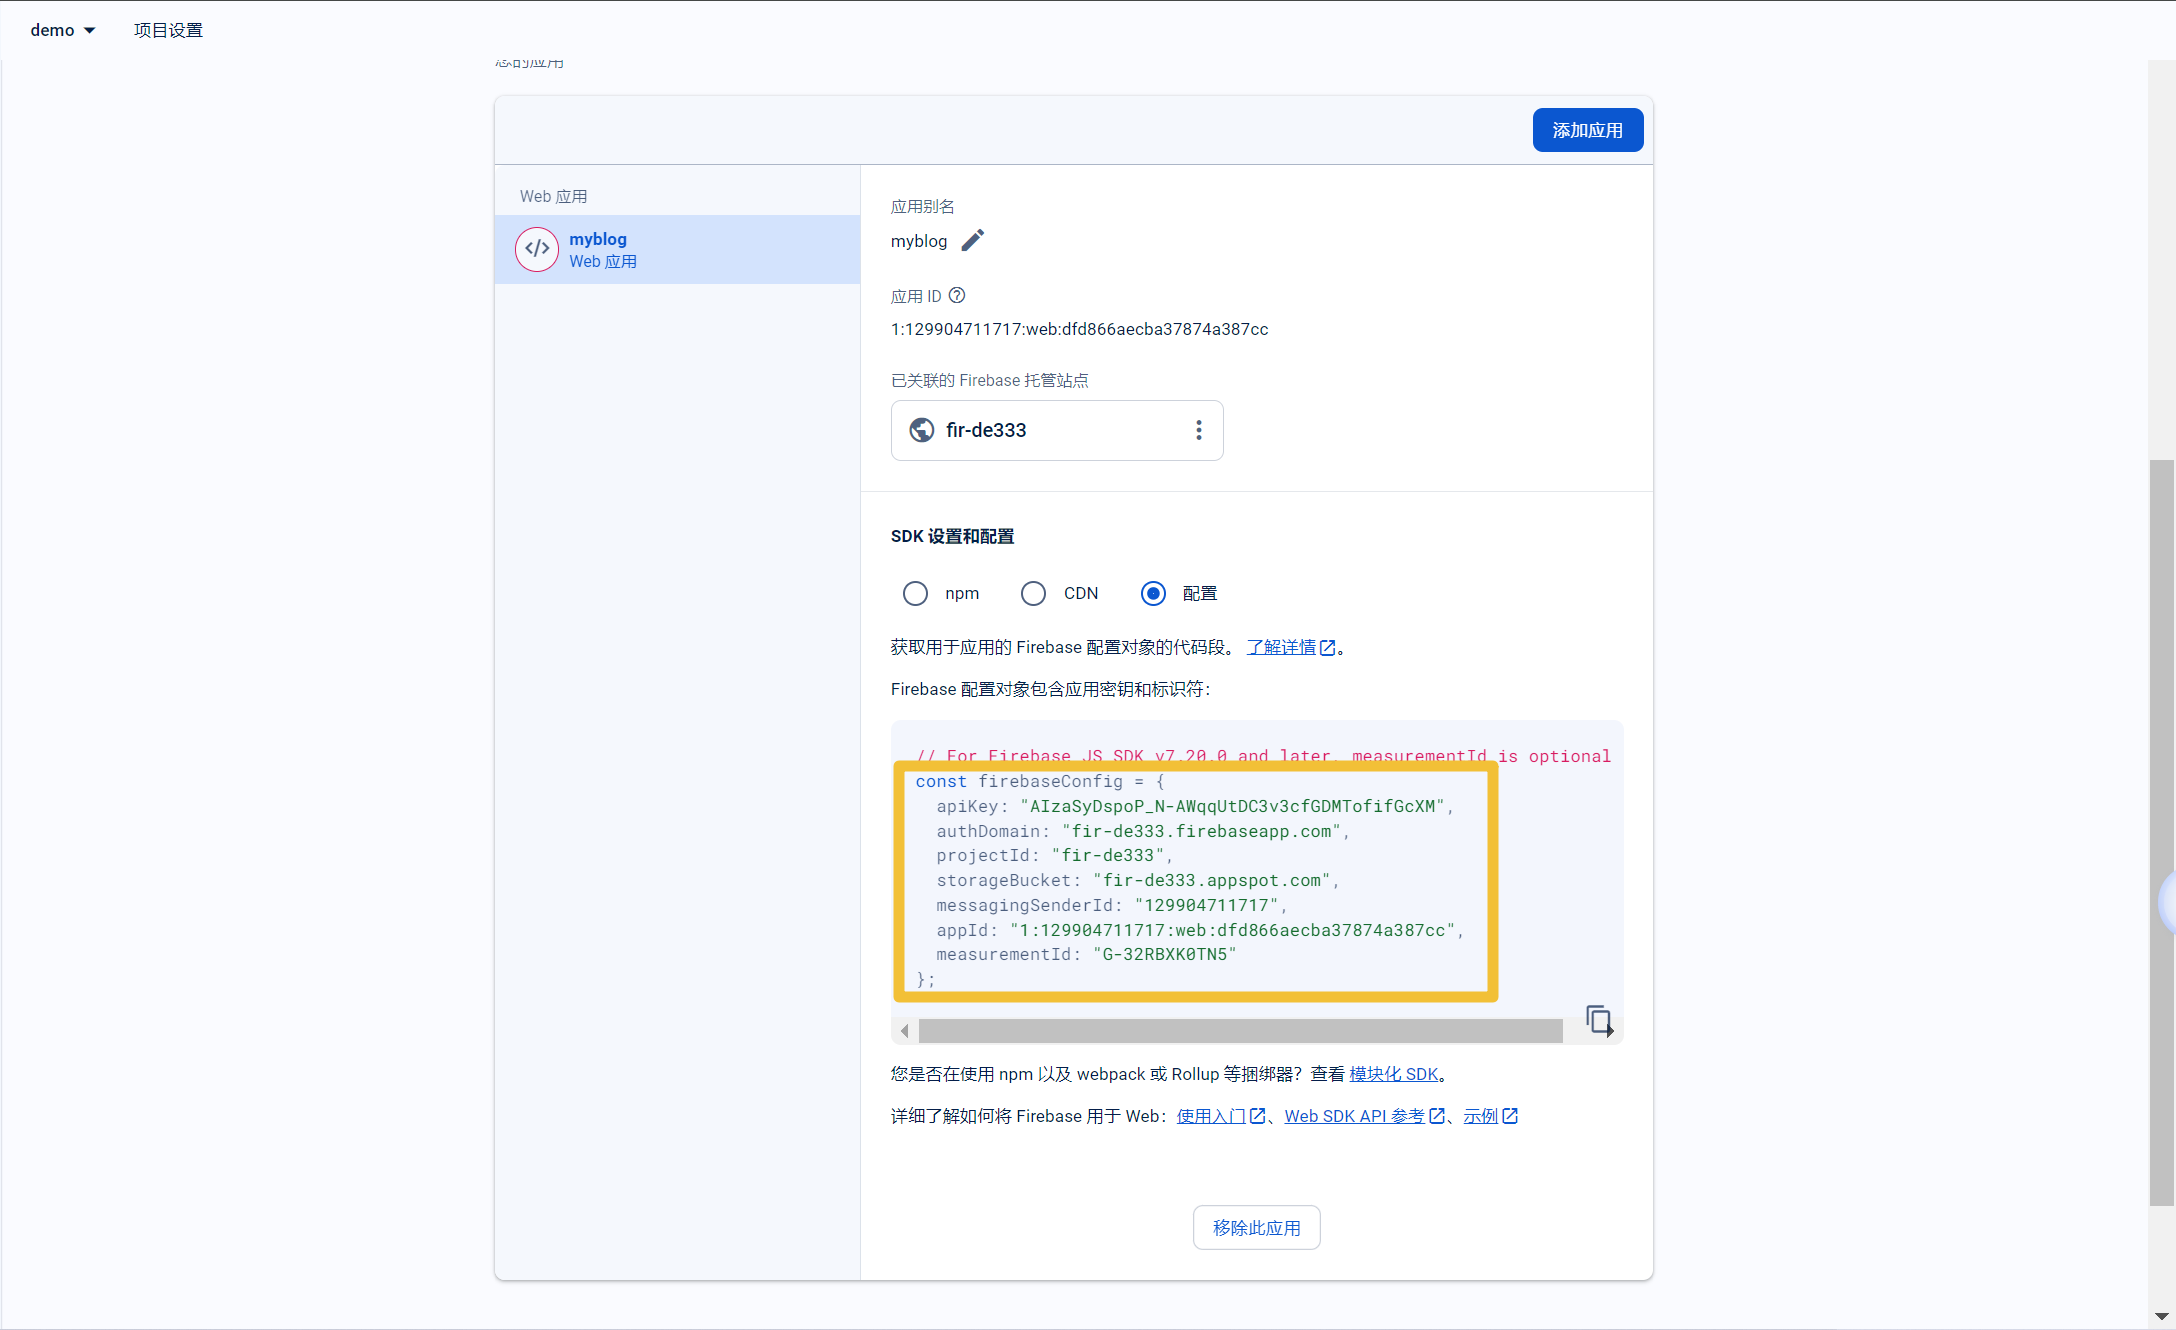 demo
项目设置
您的应用
添加应用
Web 应用
myblog
Web 应用
应用别名
myblog
应用 ID
1:129904711717:web:dfd866aecba37874a387cc
已关联的 Firebase 托管站点
fir-de333
SDK 设置和配置
npm
CDN
配置
获取用于应用的 Firebase 配置对象的代码段。 了解详情。
Firebase 配置对象包含应用密钥和标识符：
// For Firebase JS SDK v7.20.0 and later, measurementId is optional
const firebaseConfig = {
apiKey: "AIzaSyDspoP_N-AWqqUtDC3v3cfGDMTofifGcXM",
authDomain: "fir-de333.firebaseapp.com",
projectId: "fir-de333",
storageBucket: "fir-de333.appspot.com",
messagingSenderId: "129904711717",
appId: "1:129904711717:web:dfd866aecba37874a387cc",
measurementId: "G-32RBXK0TN5"
};
您是否在使用 npm 以及 webpack 或 Rollup 等捆绑器？查看 模块化 SDK。
详细了解如何将 Firebase 用于 Web：使用入门、Web SDK API 参考、示例
移除此应用